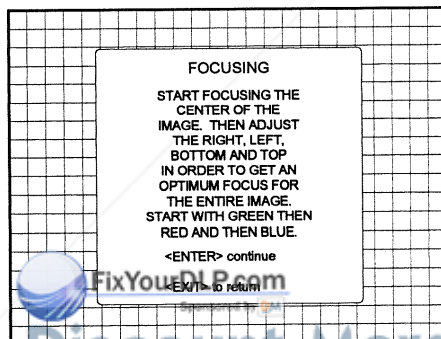 FOCUSING
START FOCUSING THE
CENTER OF THE
IMAGE. THEN ADJUST
THE RIGHT, LEFT,
BOTTOM AND TOP
IN ORDER TO GET AN
OPTIMUM FOCUS FOR
THE ENTIRE IMAGE.
START WITH GREEN THEN
RED AND THEN BLUE.
<ENTER> continue
FixYourDLP.com
<EXIT> to return
Sponsored by